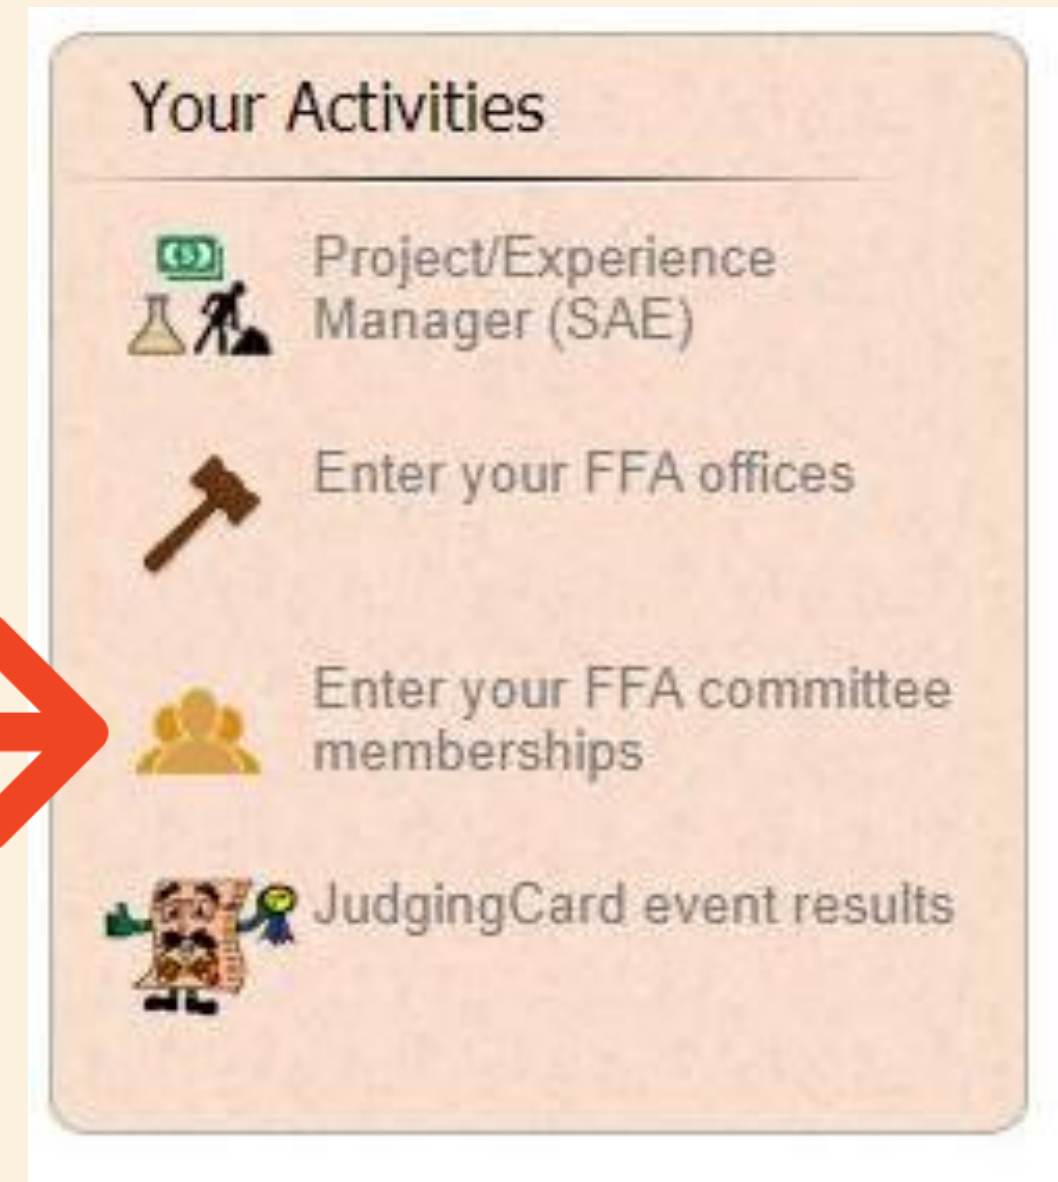 Your Activities
Project/Experience
Manager (SAE)
Enter your FFA offices
Enter your FFA committee
memberships
JudgingCard event results